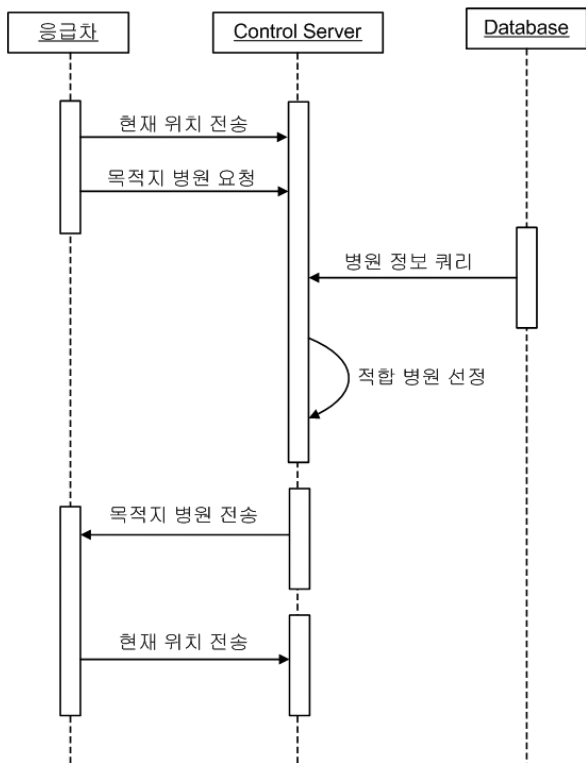 응급차
Control Server
Database
현재 위치 전송
목적지 병원 요청
병원 정보 쿼리
적합 병원 선정
목적지 병원 전송
현재 위치 전송